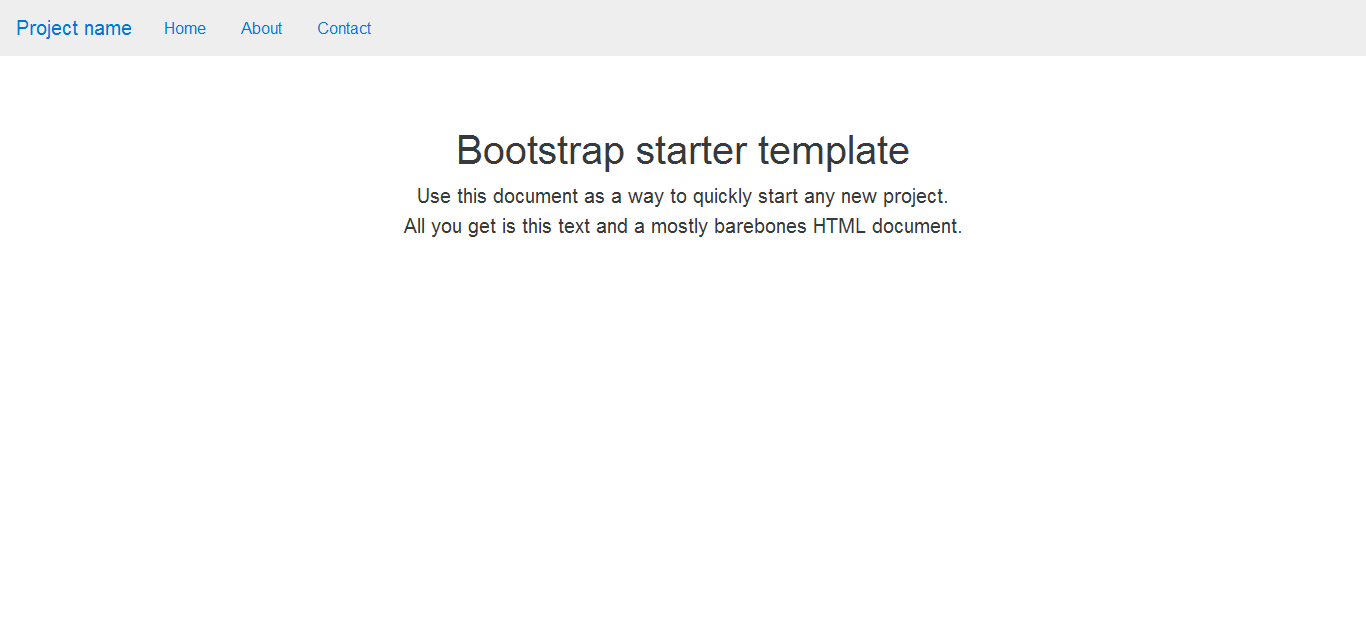 Project name Home About Contact
Bootstrap starter template
Use this document as a way to quickly start any new project.
All you get is this text and a mostly barebones HTML document.